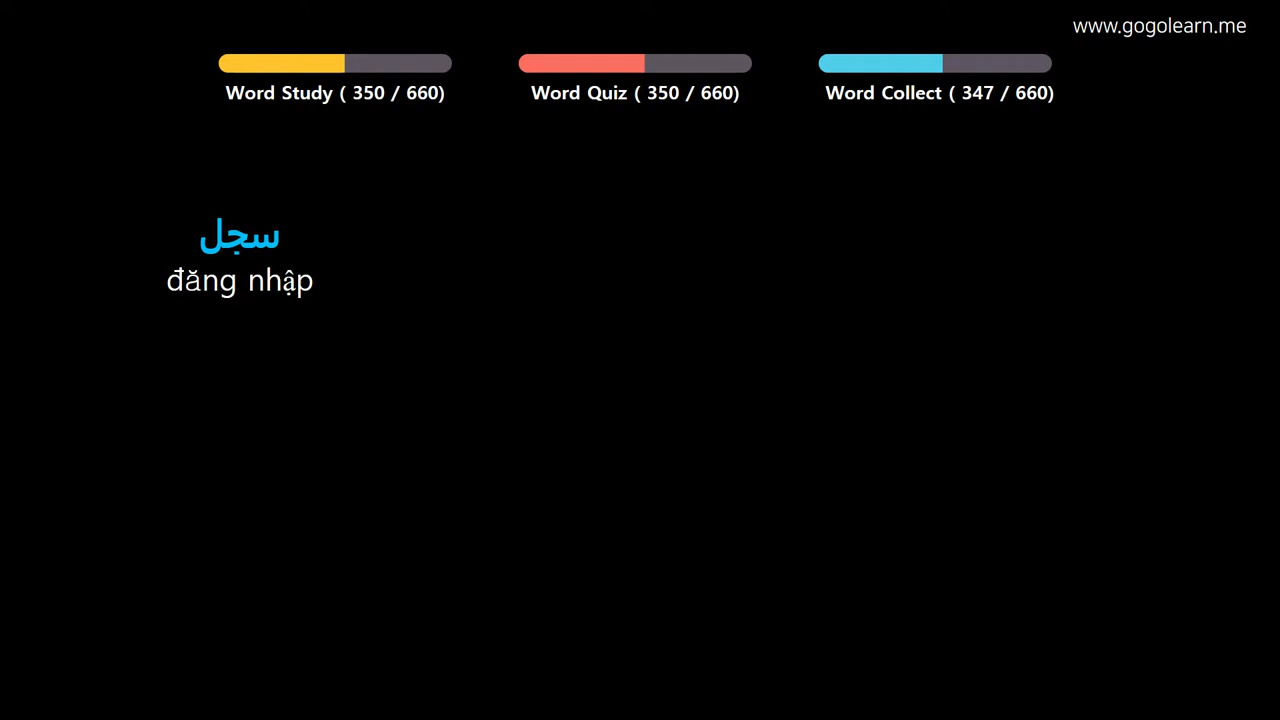 www.gogolearn.me
Word Study ( 350 / 660)
Word Quiz ( 350 / 660)
Word Collect ( 347 / 660)
سجل
đăng nhập